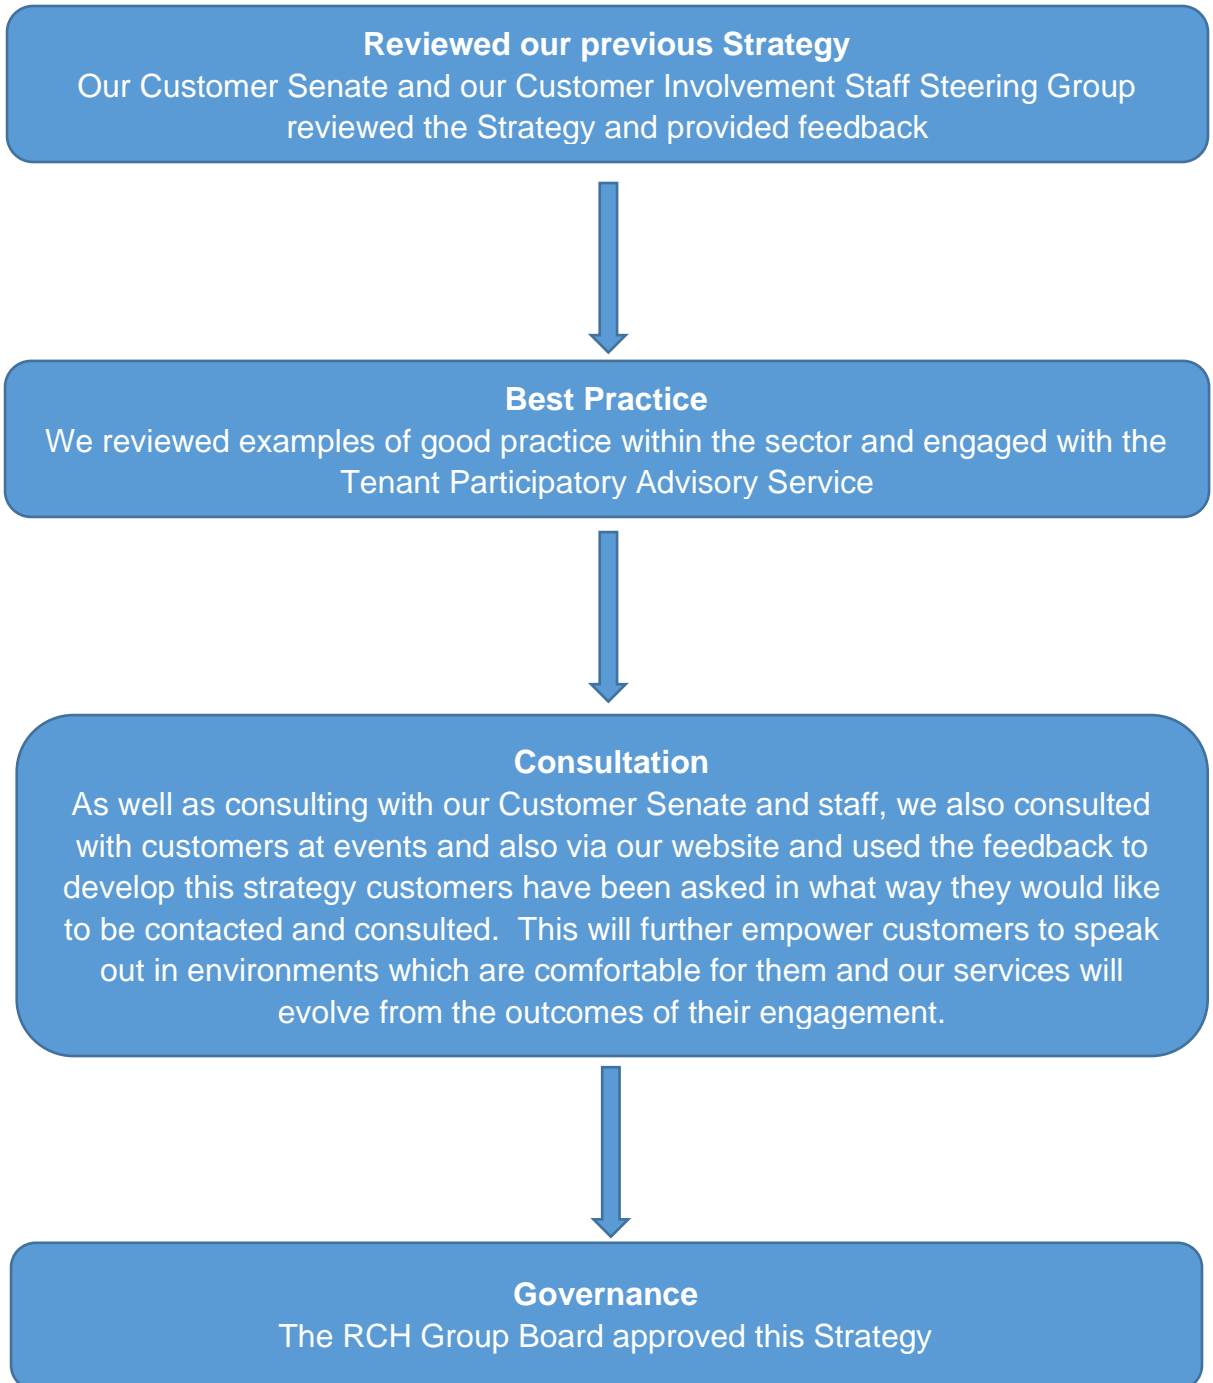 Reviewed our previous Strategy
Our Customer Senate and our Customer Involvement Staff Steering Group
reviewed the Strategy and provided feedback
Best Practice
We reviewed examples of good practice within the sector and engaged with the
Tenant Participatory Advisory Service
Consultation
As well as consulting with our Customer Senate and staff, we also consulted
with customers at events and also via our website and used the feedback to
develop this strategy customers have been asked in what way they would like
to be contacted and consulted.  This will further empower customers to speak
out in environments which are comfortable for them and our services will
evolve from the outcomes of their engagement.
Governance
The RCH Group Board approved this Strategy